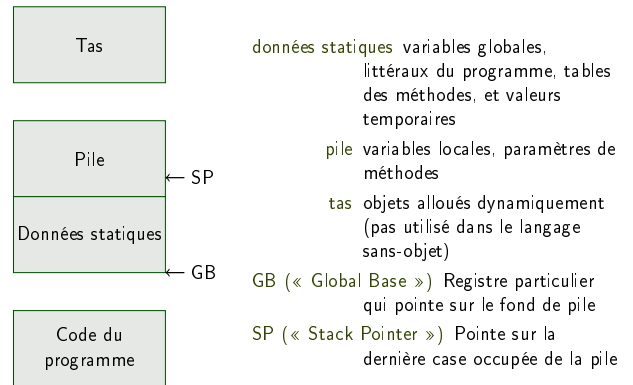 Tas
Pile
← SP
Données statiques
← GB
Code du
programme
données statiques variables globales,
littéraux du programme, tables
des méthodes, et valeurs
temporaires
pile variables locales, paramètres de
méthodes
tas objets alloués dynamiquement
(pas utilisé dans le langage
sans-objet)
GB (« Global Base ») Registre particulier
qui pointe sur le fond de pile
SP (« Stack Pointer ») Pointe sur la
dernière case occupée de la pile